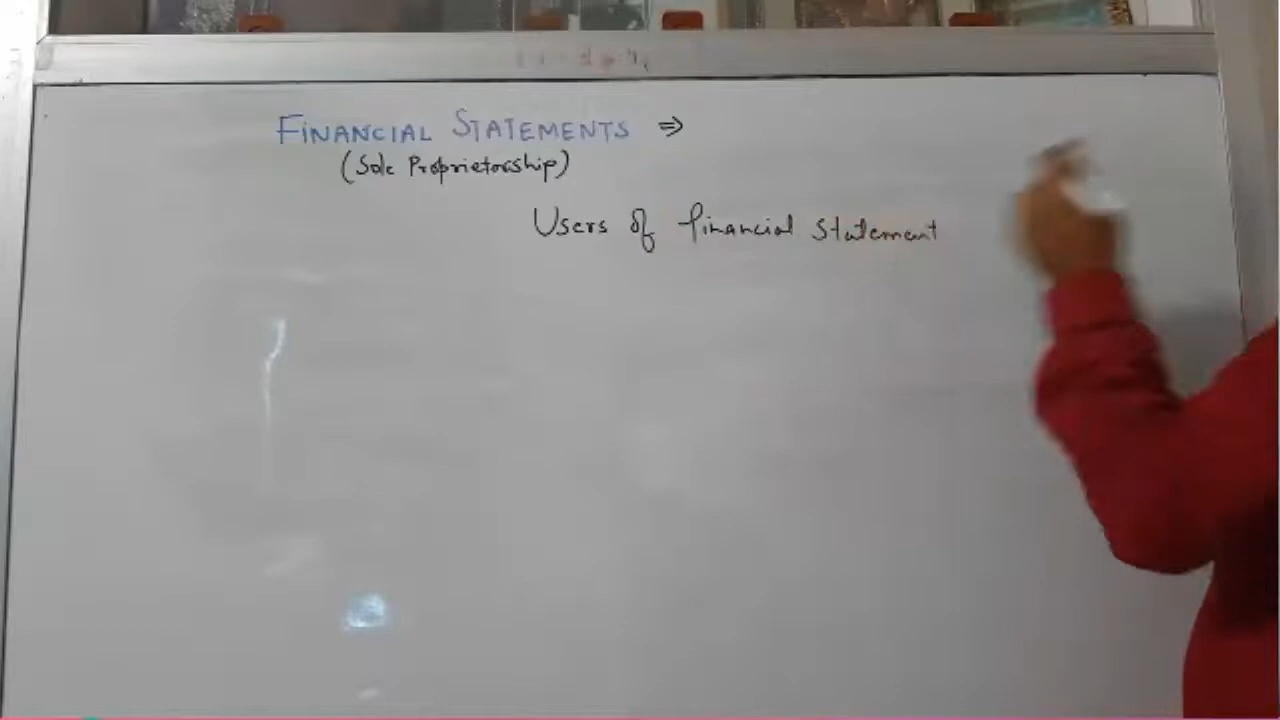 FINANCIAL STATEMENTS ⇒
(Sole Proprietorship)
Users of financial statement